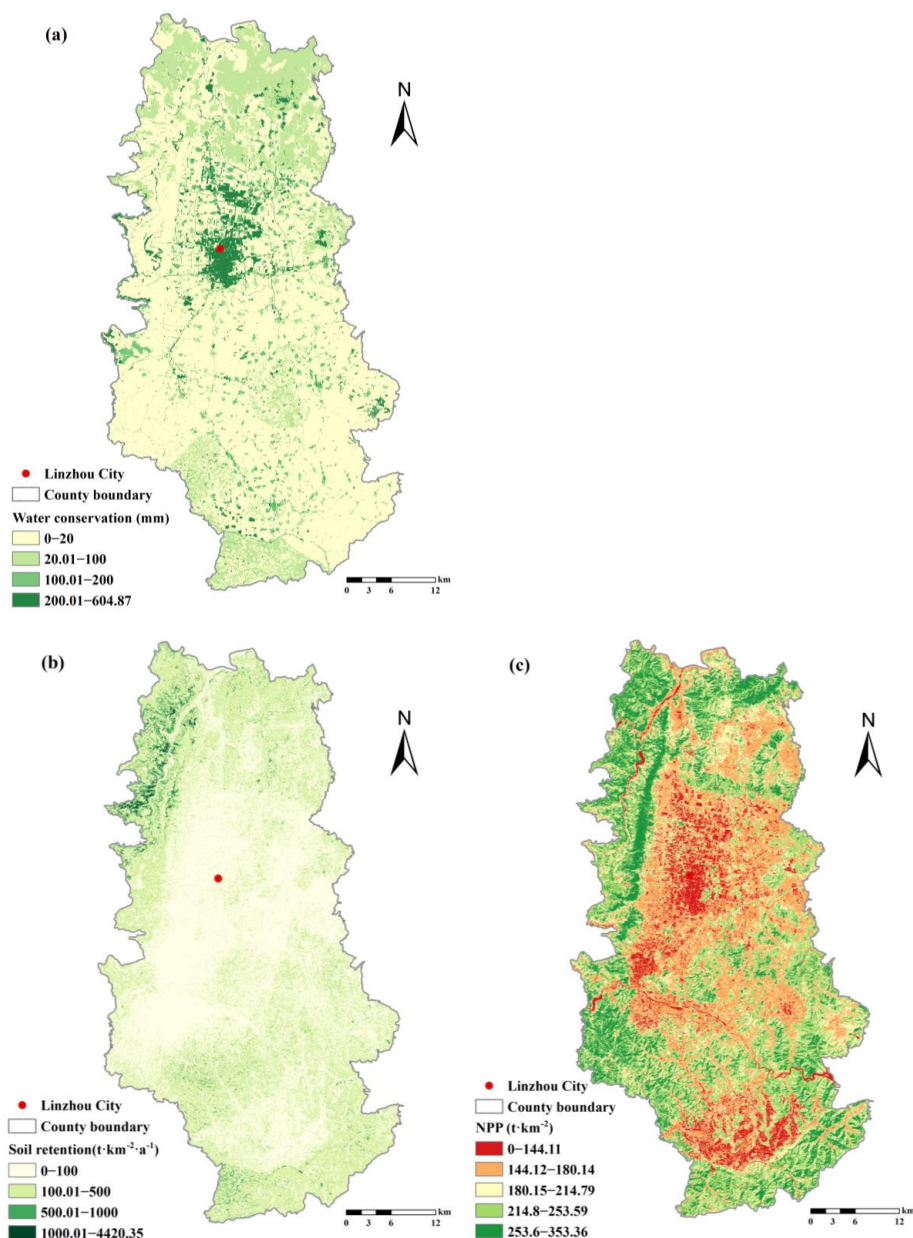 (a)
N
Linzhou City
County boundary
Water conservation (mm)
0−20
20.01−100
100.01−200
200.01−604.87
km
0 3 6 12
(b)
N
Linzhou City
County boundary
Soil retention(t·km⁻²·a⁻¹)
0−100
100.01−500
500.01−1000
1000.01−4420.35
km
0 3 6 12
(c)
N
Linzhou City
County boundary
NPP (t·km⁻²)
0−144.11
144.12−180.14
180.15−214.79
214.8−253.59
253.6−353.36
km
0 3 6 12